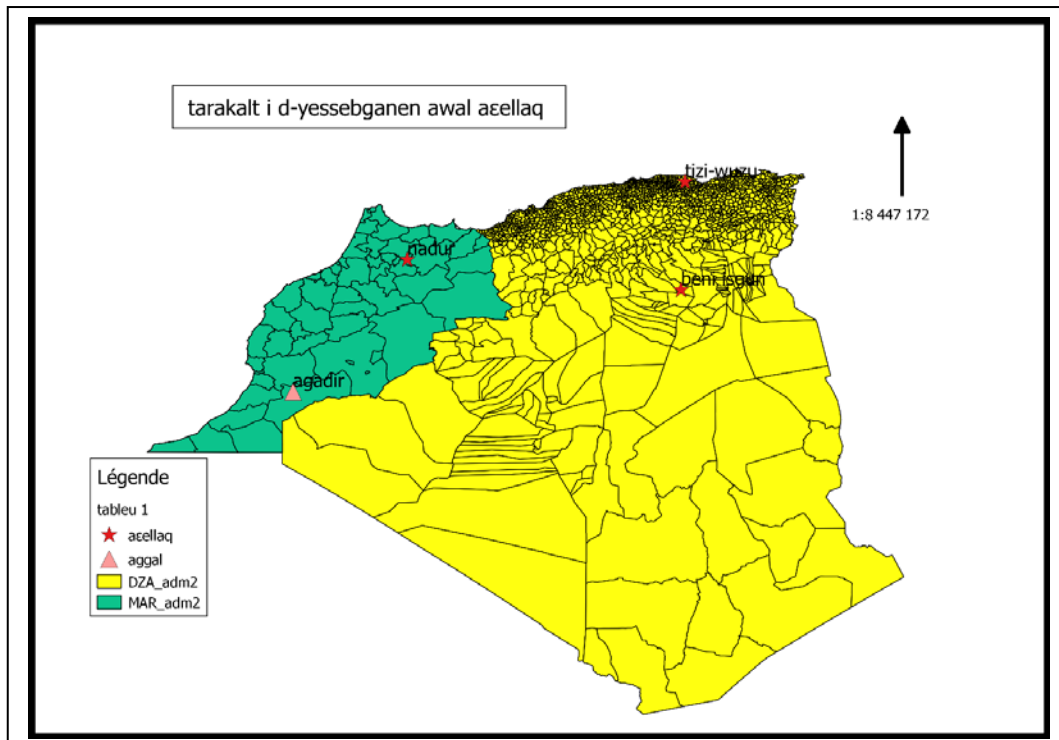 tarakalt i d-yessebganen awal aɛellaq
tizi-wuzu
1:8 447 172
nadur
beni isgun
agadir
Légende
tableu 1
aɛellaq
aggal
DZA_adm2
MAR_adm2